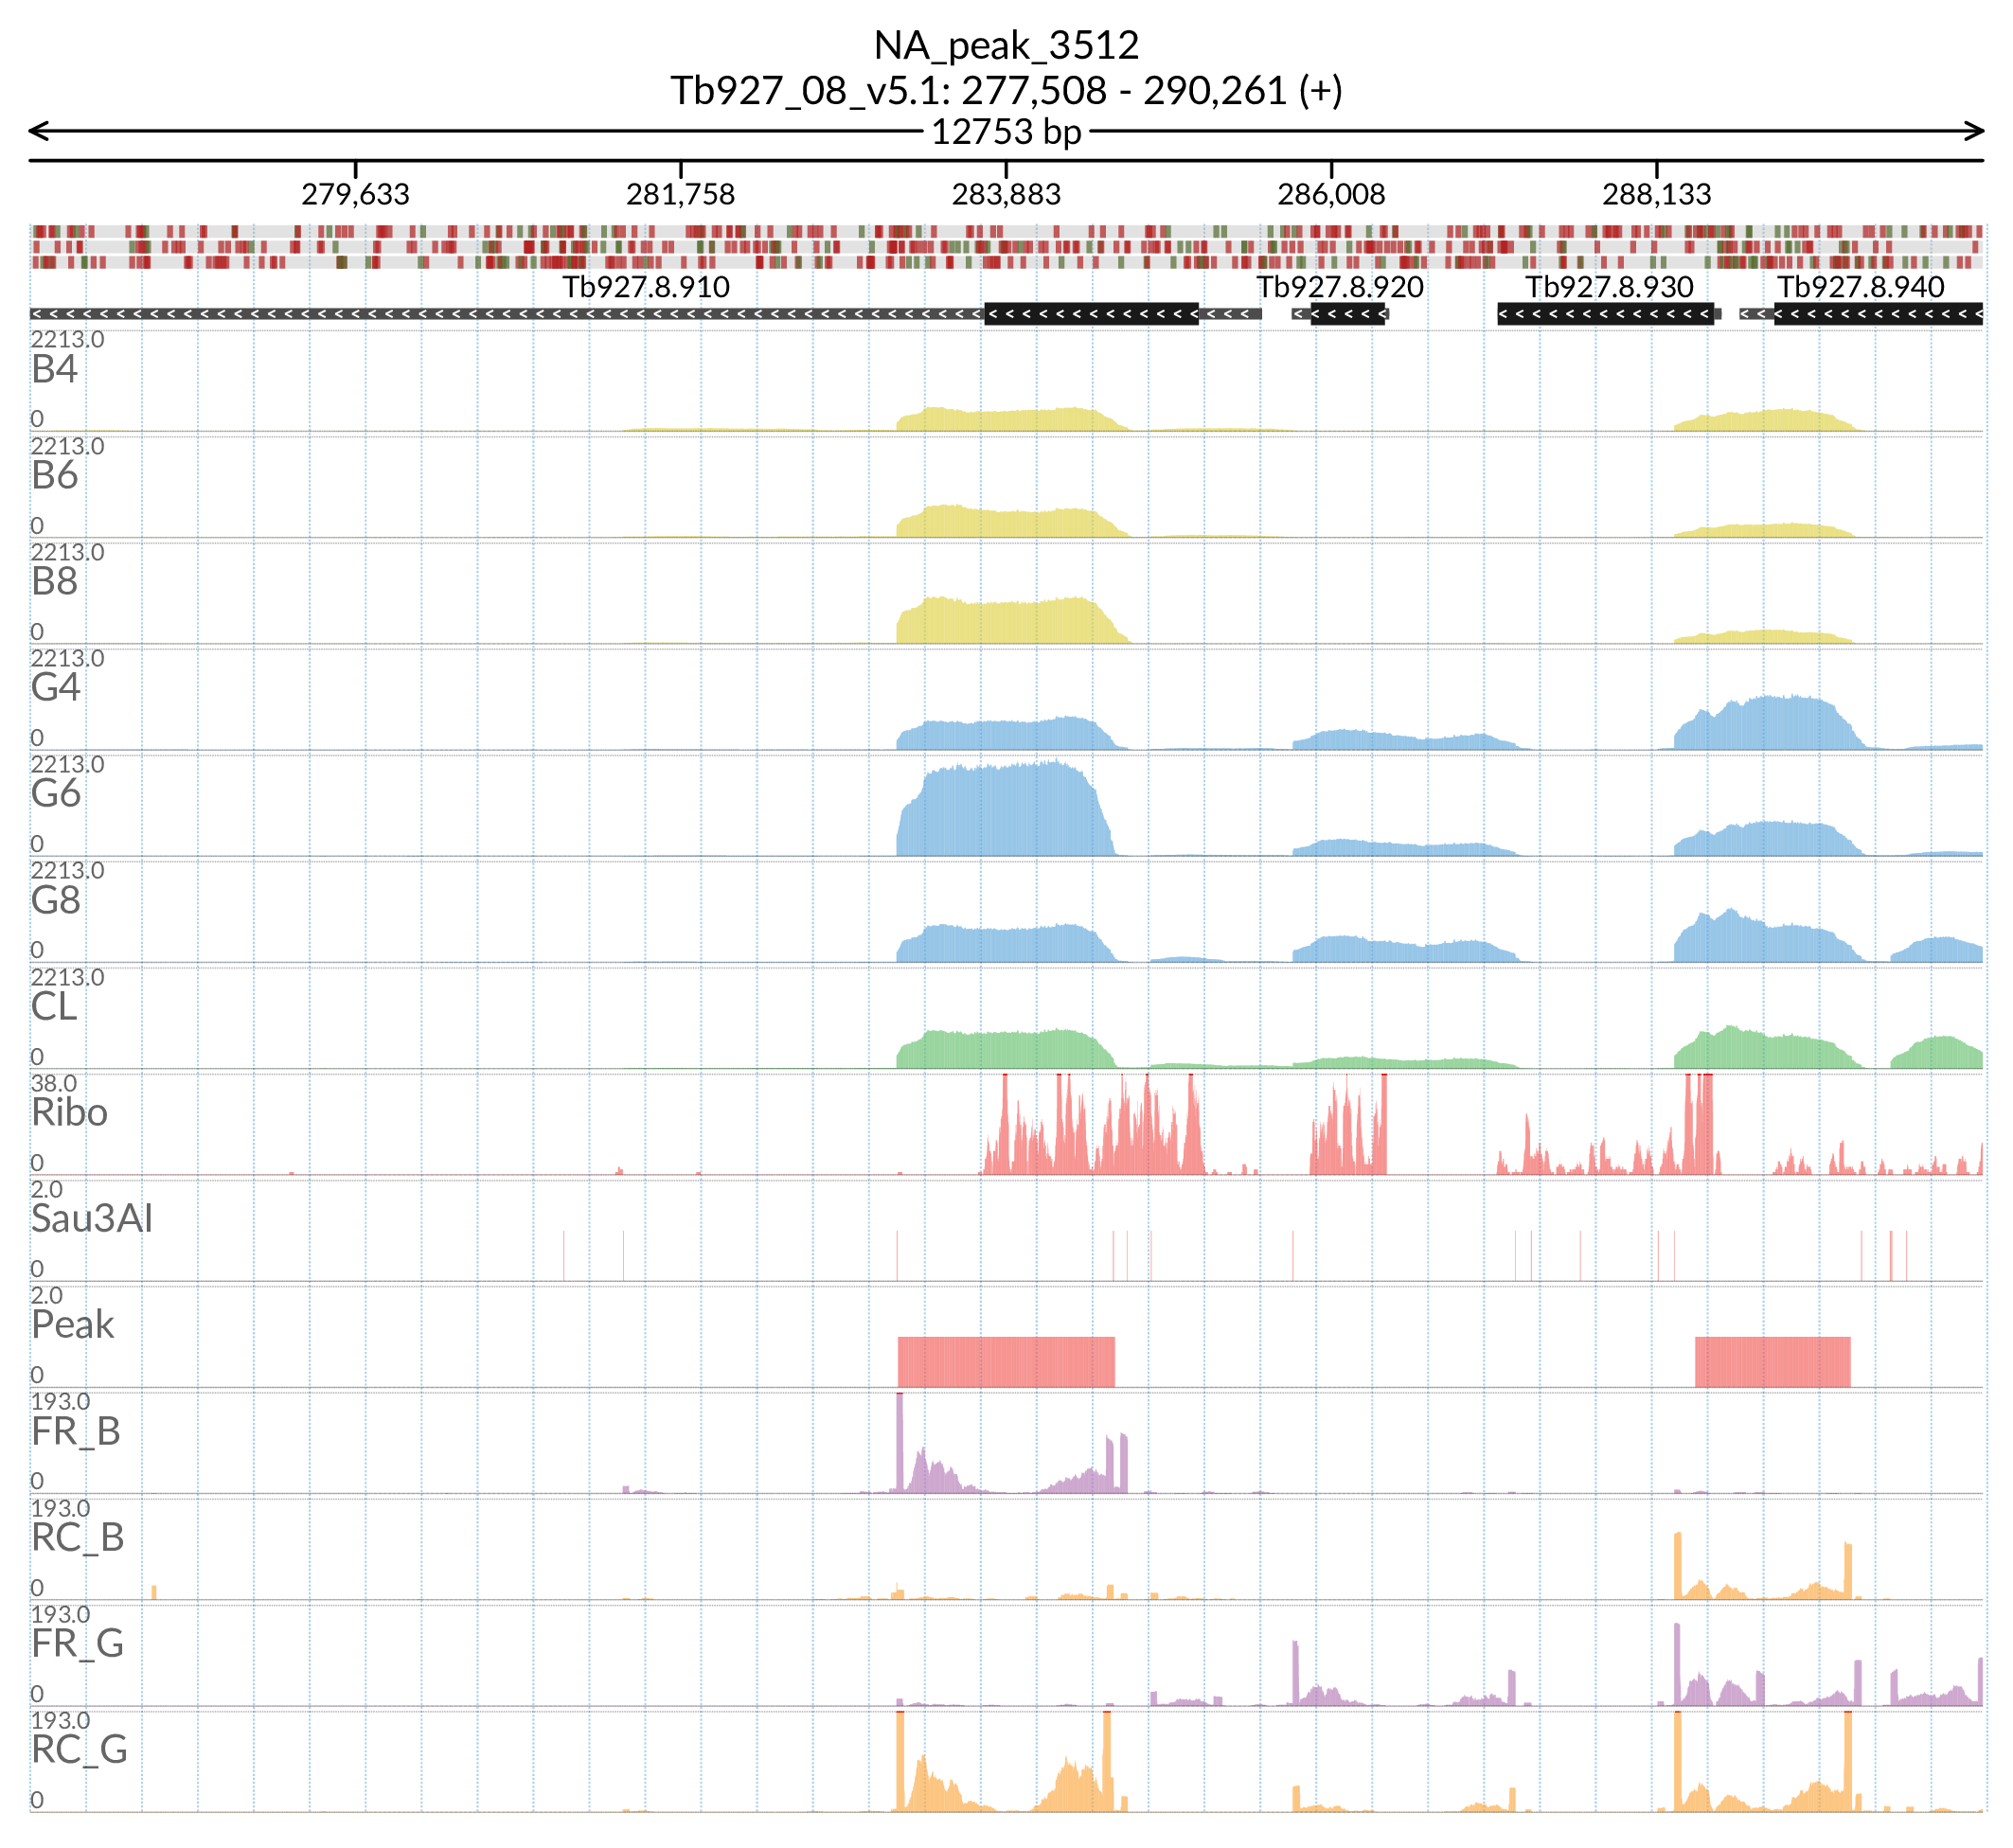 NA_peak_3512
Tb927_08_v5.1: 277,508 - 290,261 (+)
12753 bp
279,633 281,758 283,883 286,008 288,133
Tb927.8.910 Tb927.8.920 Tb927.8.930 Tb927.8.940
2213.0
B4
0
2213.0
B6
0
2213.0
B8
0
2213.0
G4
0
2213.0
G6
0
2213.0
G8
0
2213.0
CL
0
38.0
Ribo
0
2.0
Sau3AI
0
2.0
Peak
0
193.0
FR_B
0
193.0
RC_B
0
193.0
FR_G
0
193.0
RC_G
0